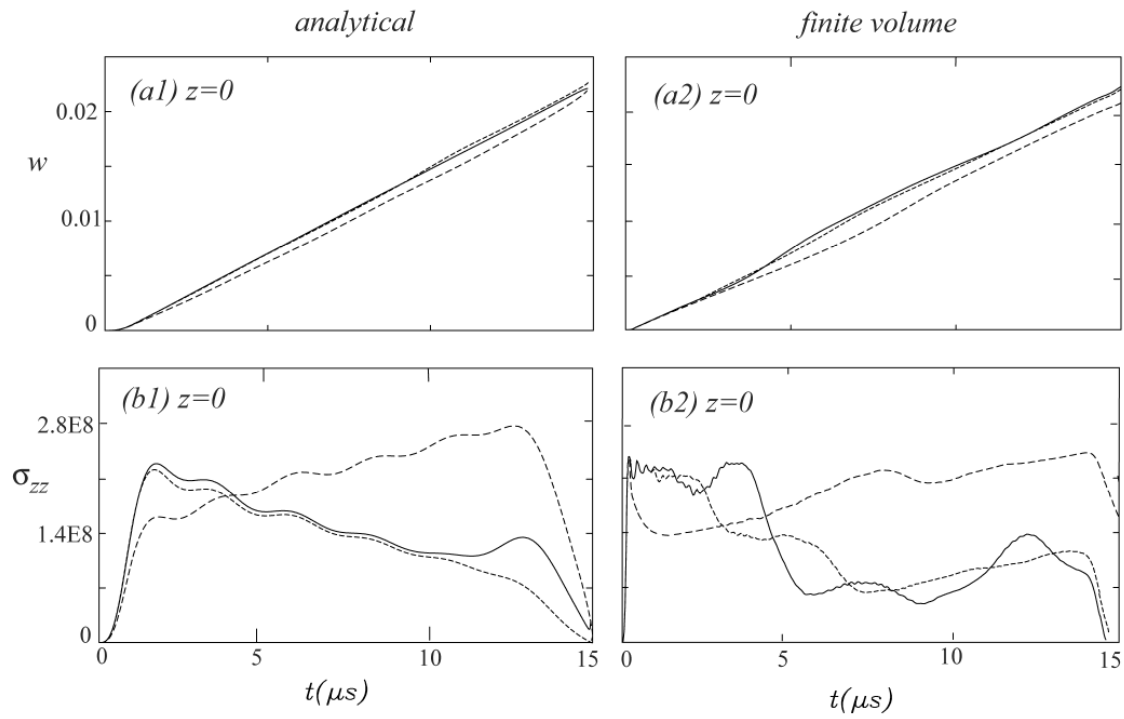 analytical finite volume
(a1) z=0 (a2) z=0
0.02
w
0.01
0
(b1) z=0 (b2) z=0
2.8E8
σzz
1.4E8
0
0 5 10 15 0 5 10 15
t(μs) t(μs)